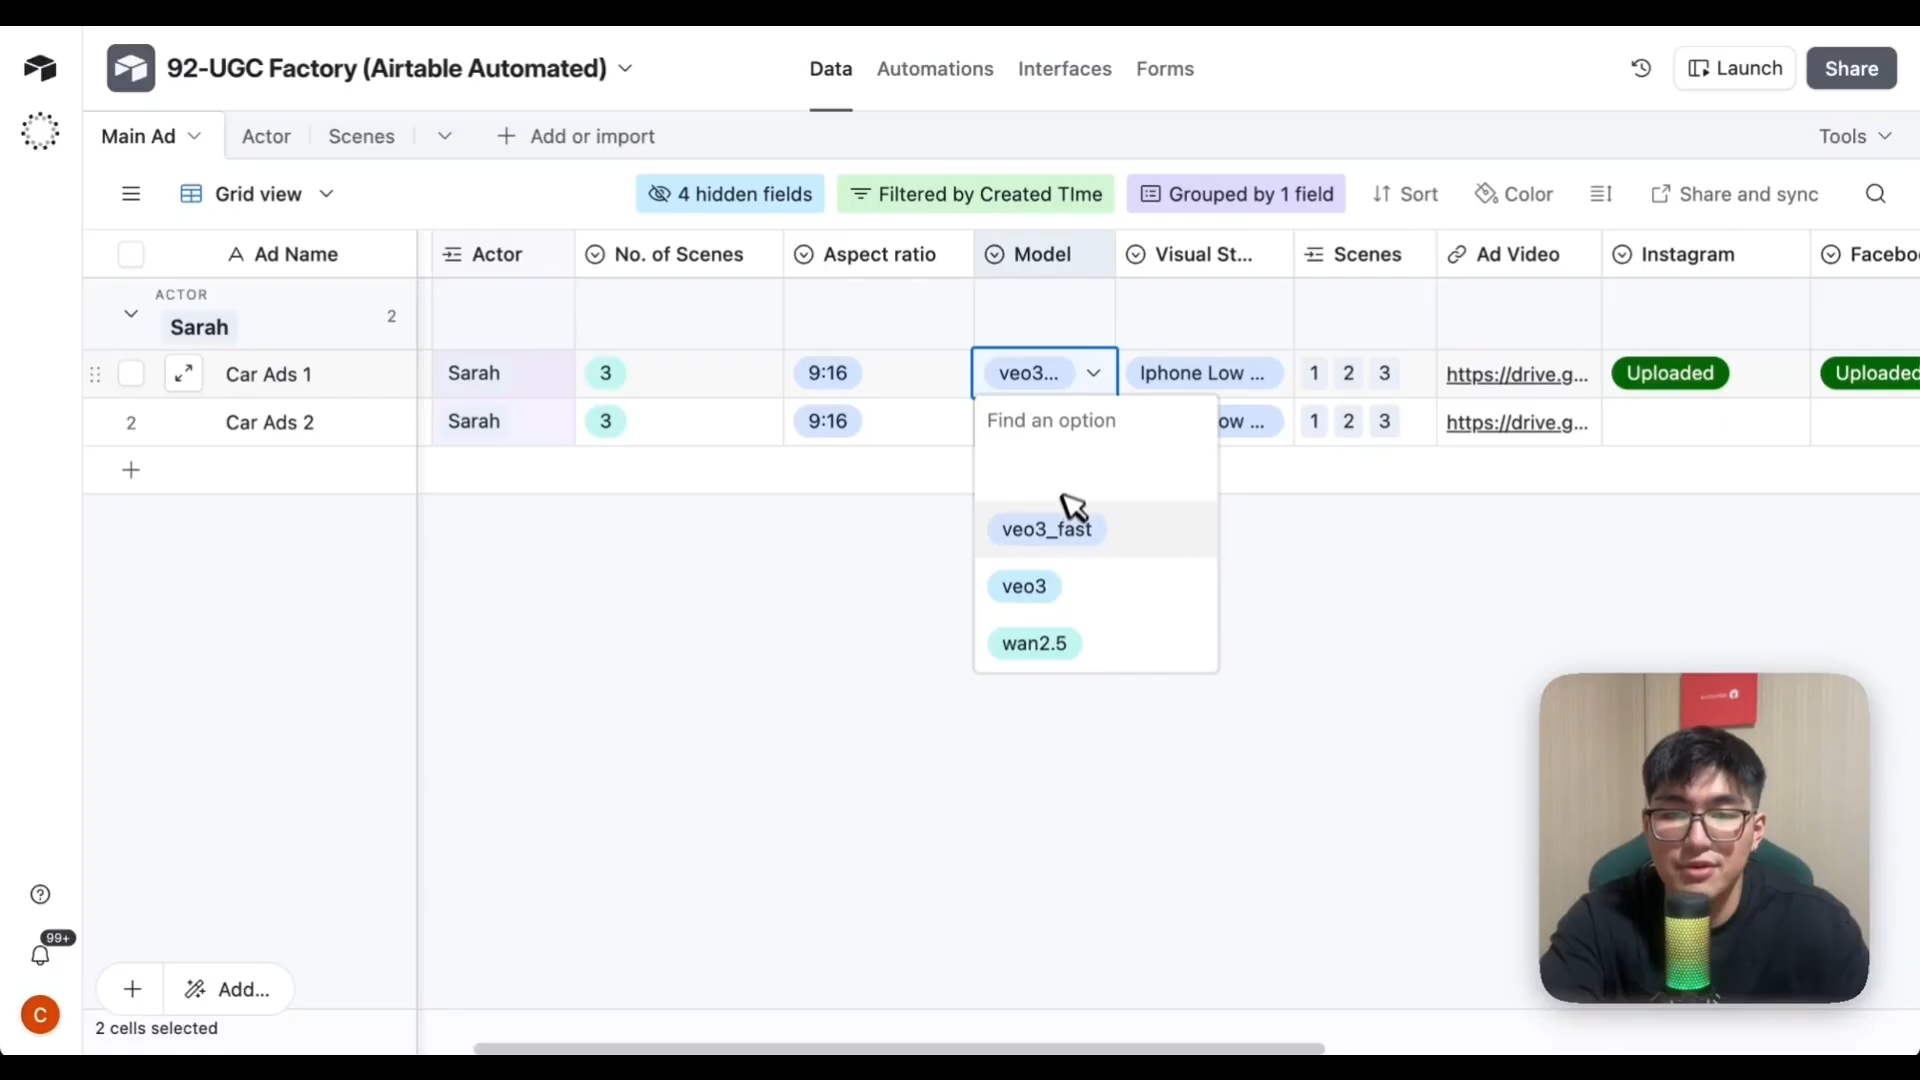 92-UGC Factory (Airtable Automated)
Data
Automations
Interfaces
Forms
Launch
Share
Main Ad
Actor
Scenes
Add or import
Tools
Grid view
4 hidden fields
Filtered by Created TIme
Grouped by 1 field
Sort
Color
Share and sync
Ad Name
Actor
No. of Scenes
Aspect ratio
Model
Visual St...
Scenes
Ad Video
Instagram
Facebo
ACTOR
Sarah
2
Car Ads 1
Sarah
3
9:16
veo3...
Iphone Low ...
1 2 3
https://drive.g...
Uploaded
Uploaded
2
Car Ads 2
Sarah
3
9:16
ow ...
1 2 3
https://drive.g...
Find an option
veo3_fast
veo3
wan2.5
99+
C
Add...
2 cells selected